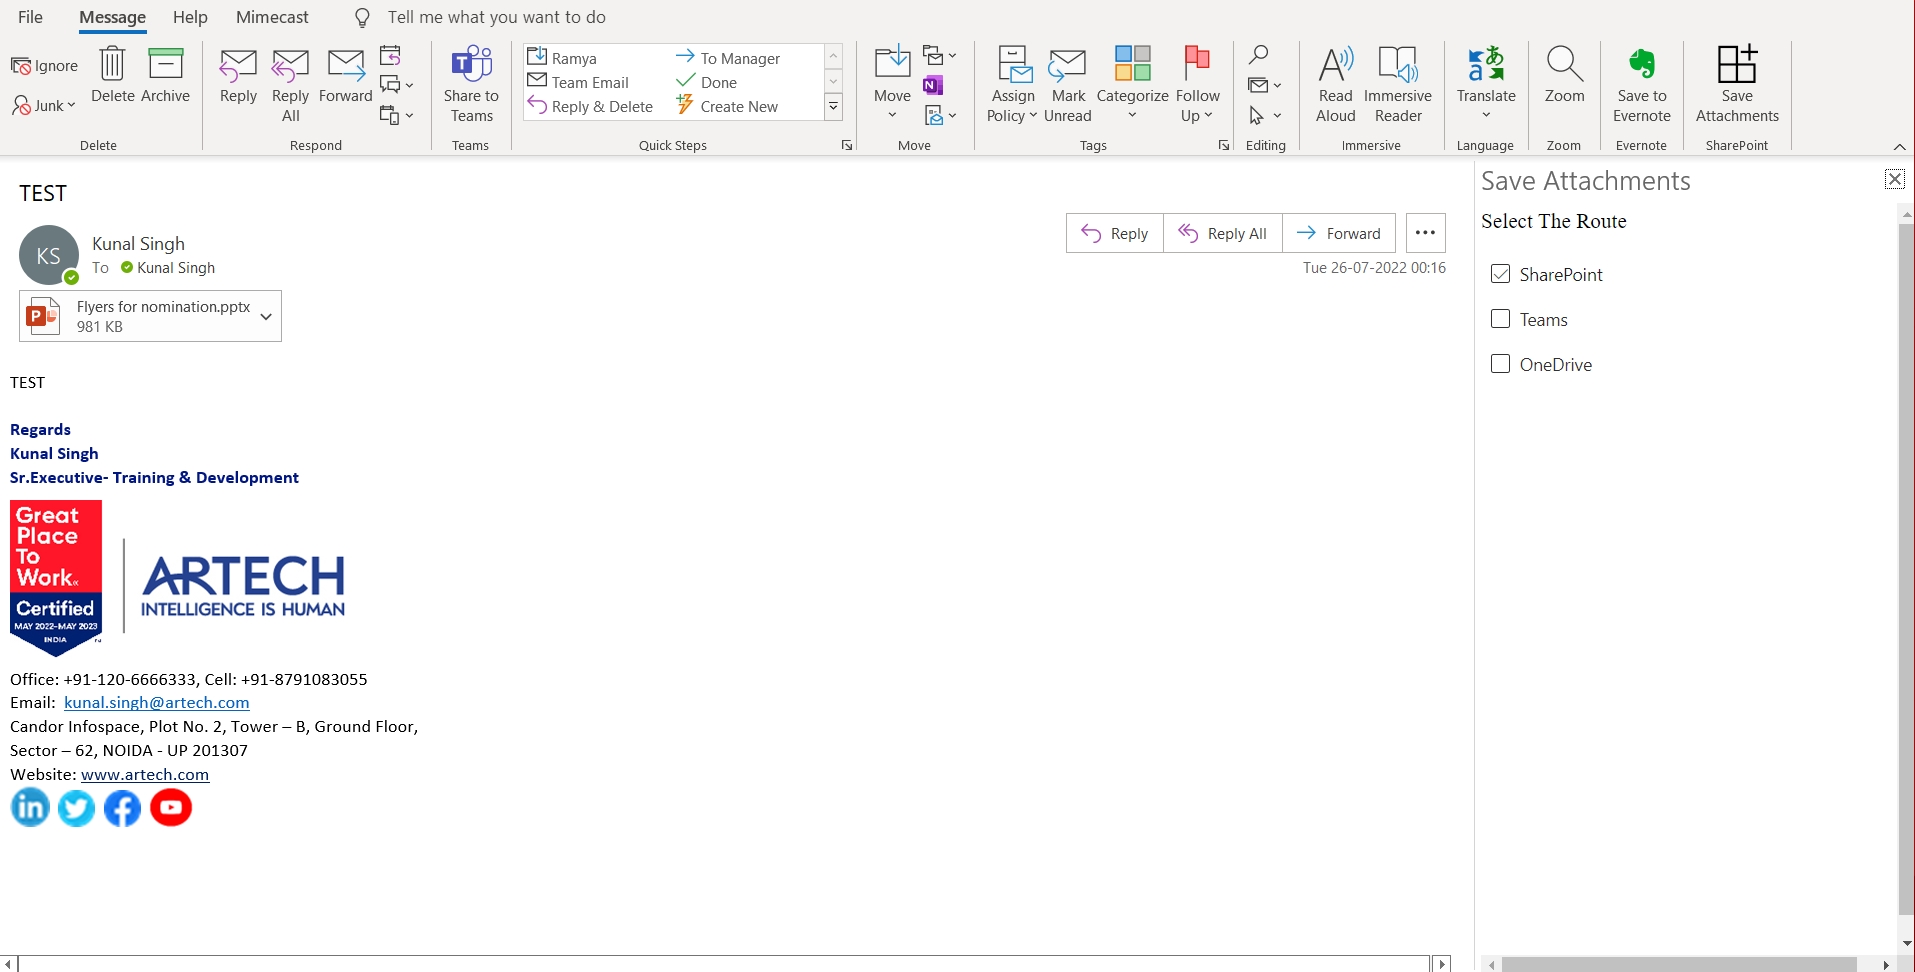 File Message Help Mimecast Tell me what you want to do
Ignore
Junk
Delete
Archive
Delete
Reply
Reply All
Forward
Respond
Share to Teams
Teams
Ramya
Team Email
Reply & Delete
To Manager
Done
Create New
Quick Steps
Move
Move
Assign Policy
Mark Unread
Categorize
Follow Up
Tags
Editing
Read Aloud
Immersive Reader
Immersive
Translate
Language
Zoom
Zoom
Save to Evernote
Evernote
Save Attachments
SharePoint
TEST
KS
Kunal Singh
To Kunal Singh
Reply Reply All Forward
Tue 26-07-2022 00:16
P
Flyers for nomination.pptx
981 KB
TEST
Regards
Kunal Singh
Sr.Executive- Training & Development
Great
Place
To
Work.
Certified
MAY 2022-MAY 2023
INDIA
ARTECH
INTELLIGENCE IS HUMAN
Office: +91-120-6666333, Cell: +91-8791083055
Email: kunal.singh@artech.com
Candor Infospace, Plot No. 2, Tower – B, Ground Floor,
Sector – 62, NOIDA - UP 201307
Website: www.artech.com
in
Save Attachments
Select The Route
SharePoint
Teams
OneDrive